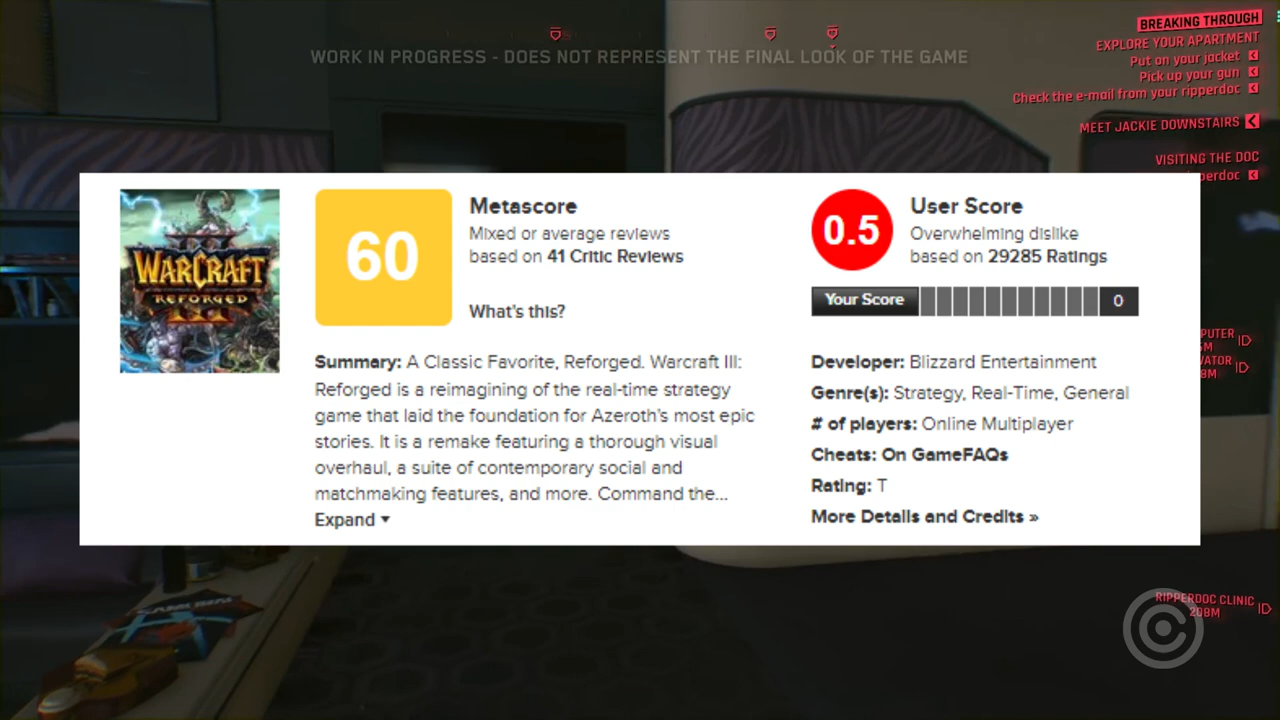 BREAKING THROUGH
EXPLORE YOUR APARTMENT
Put on your jacket
Pick up your gun
Check the e-mail from your ripperdoc
MEET JACKIE DOWNSTAIRS
VISITING THE DOC
perdoc
WORK IN PROGRESS - DOES NOT REPRESENT THE FINAL LOOK OF THE GAME
WARCRAFT
III
REFORGED
60
Metascore
Mixed or average reviews
based on 41 Critic Reviews
What's this?
Summary: A Classic Favorite, Reforged. Warcraft III:
Reforged is a reimagining of the real-time strategy
game that laid the foundation for Azeroth's most epic
stories. It is a remake featuring a thorough visual
overhaul, a suite of contemporary social and
matchmaking features, and more. Command the...
Expand
0.5
User Score
Overwhelming dislike
based on 29285 Ratings
Your Score
0
Developer: Blizzard Entertainment
Genre(s): Strategy, Real-Time, General
# of players: Online Multiplayer
Cheats: On GameFAQs
Rating: T
More Details and Credits »
PUTER
VATOR
RIPPERDOC CLINIC
208M